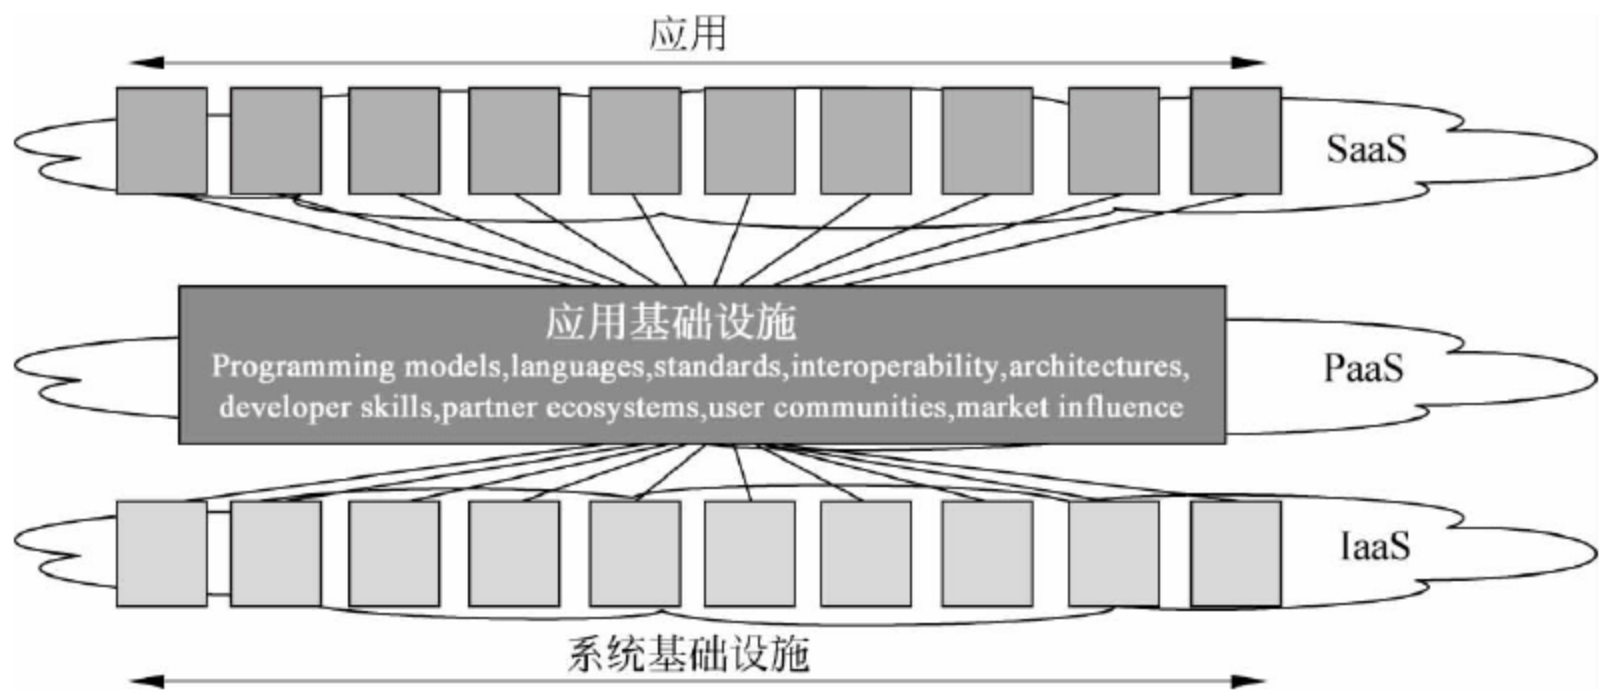 应用
SaaS
应用基础设施
Programming models,languages,standards,interoperability,architectures,
developer skills,partner ecosystems,user communities,market influence
PaaS
IaaS
系统基础设施